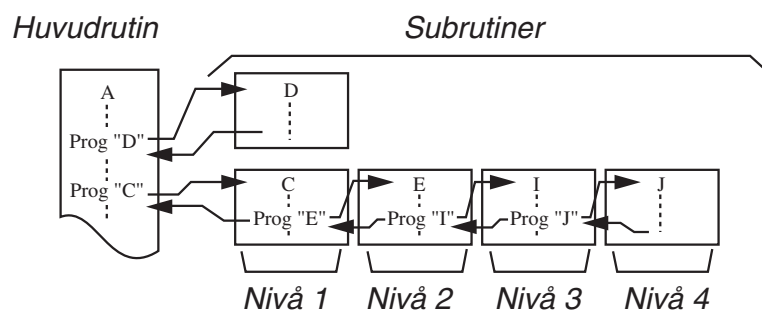 Huvudrutin
Subrutiner
A
D
Prog "D"
Prog "C"
C
E
I
J
Prog "E"
Prog "I"
Prog "J"
Nivå 1
Nivå 2
Nivå 3
Nivå 4